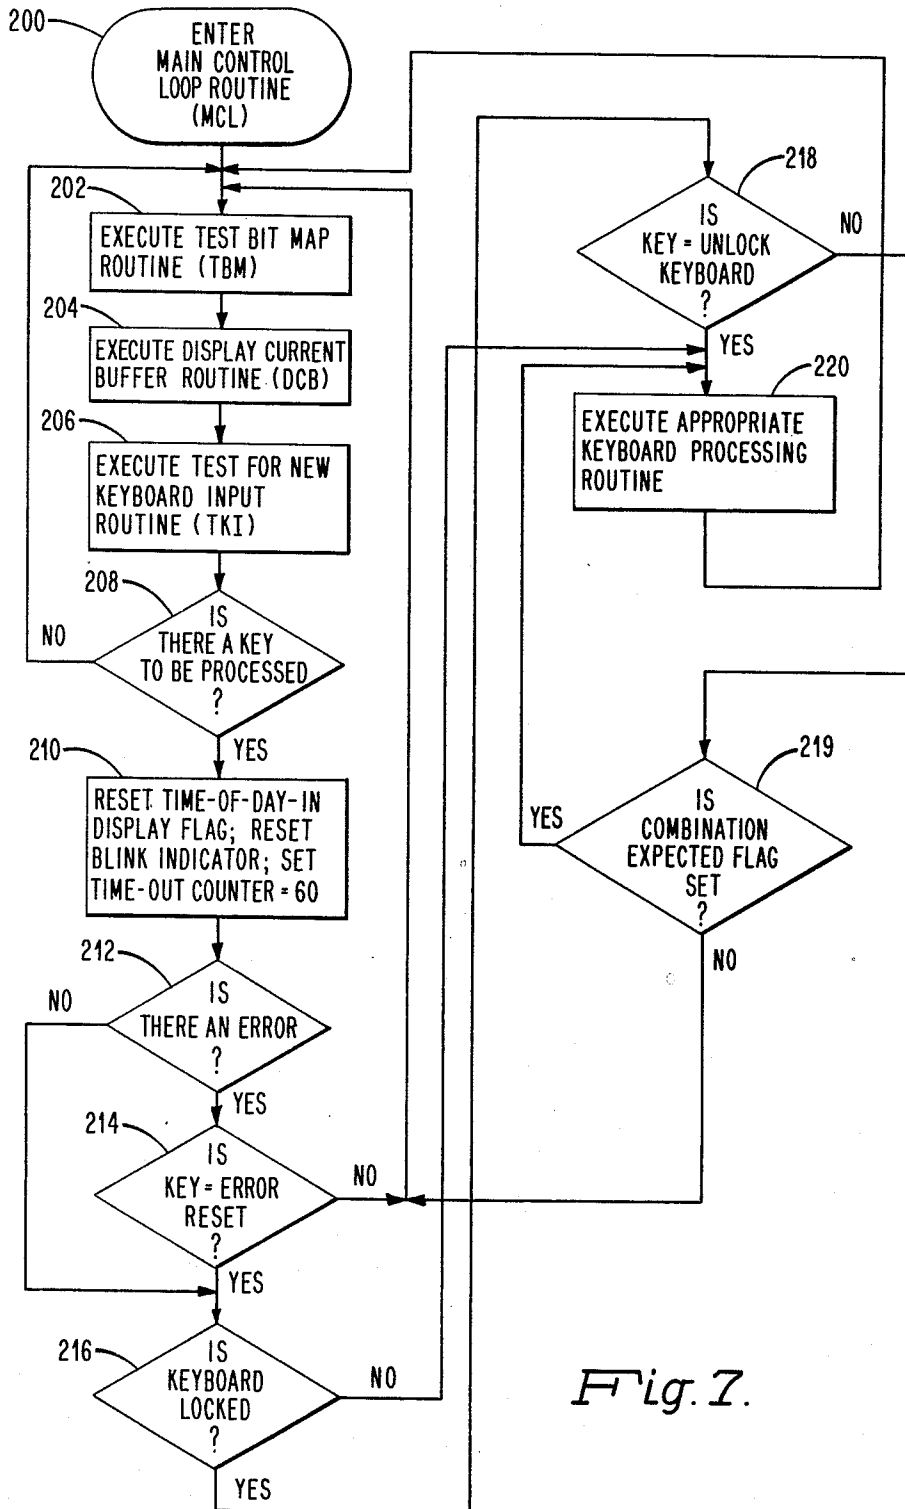 200
ENTER
MAIN CONTROL
LOOP ROUTINE
(MCL)
202
EXECUTE TEST BIT MAP
ROUTINE (TBM)
204
EXECUTE DISPLAY CURRENT
BUFFER ROUTINE (DCB)
206
EXECUTE TEST FOR NEW
KEYBOARD INPUT
ROUTINE (TKI)
208
IS
THERE A KEY
TO BE PROCESSED
?
NO
YES
210
RESET TIME-OF-DAY-IN
DISPLAY FLAG; RESET
BLINK INDICATOR; SET
TIME-OUT COUNTER = 60
212
IS
THERE AN ERROR
?
NO
YES
214
IS
KEY = ERROR
RESET
?
NO
YES
216
IS
KEYBOARD
LOCKED
?
NO
YES
218
IS
KEY = UNLOCK
KEYBOARD
?
NO
YES
220
EXECUTE APPROPRIATE
KEYBOARD PROCESSING
ROUTINE
219
IS
COMBINATION
EXPECTED FLAG
SET
?
YES
NO
Fig. 7.